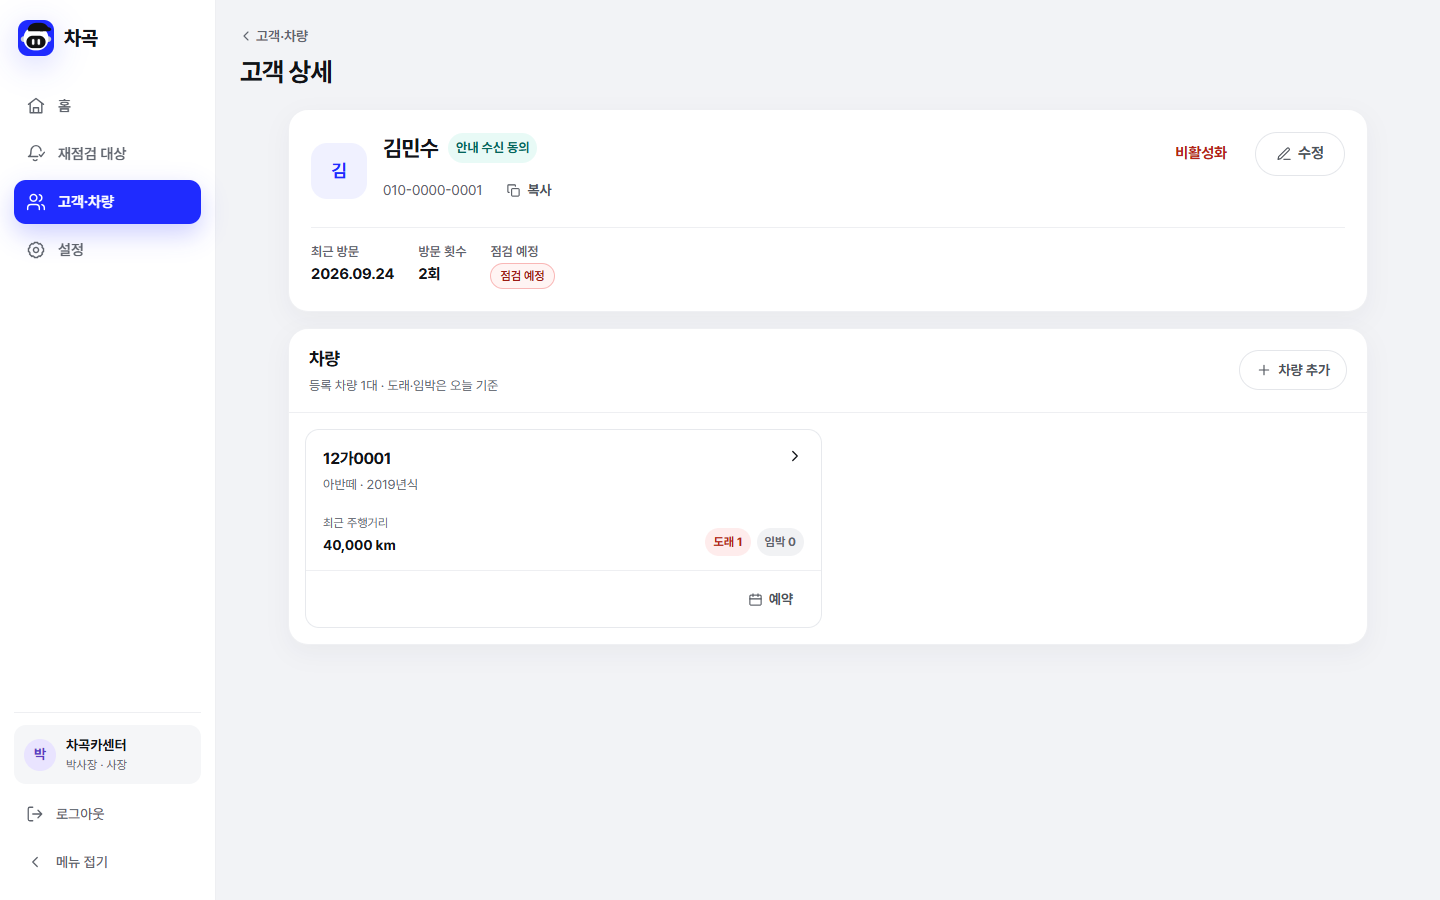 차곡
홈
재점검 대상
고객·차량
설정
박
차곡카센터
박사장 · 사장
로그아웃
메뉴 접기
고객·차량
고객 상세
김
김민수
안내 수신 동의
010-0000-0001
복사
비활성화
수정
최근 방문
방문 횟수
점검 예정
2026.09.24
2회
점검 예정
차량
등록 차량 1대 · 도래·임박은 오늘 기준
차량 추가
12가0001
아반떼 · 2019년식
최근 주행거리
40,000 km
도래 1
임박 0
예약